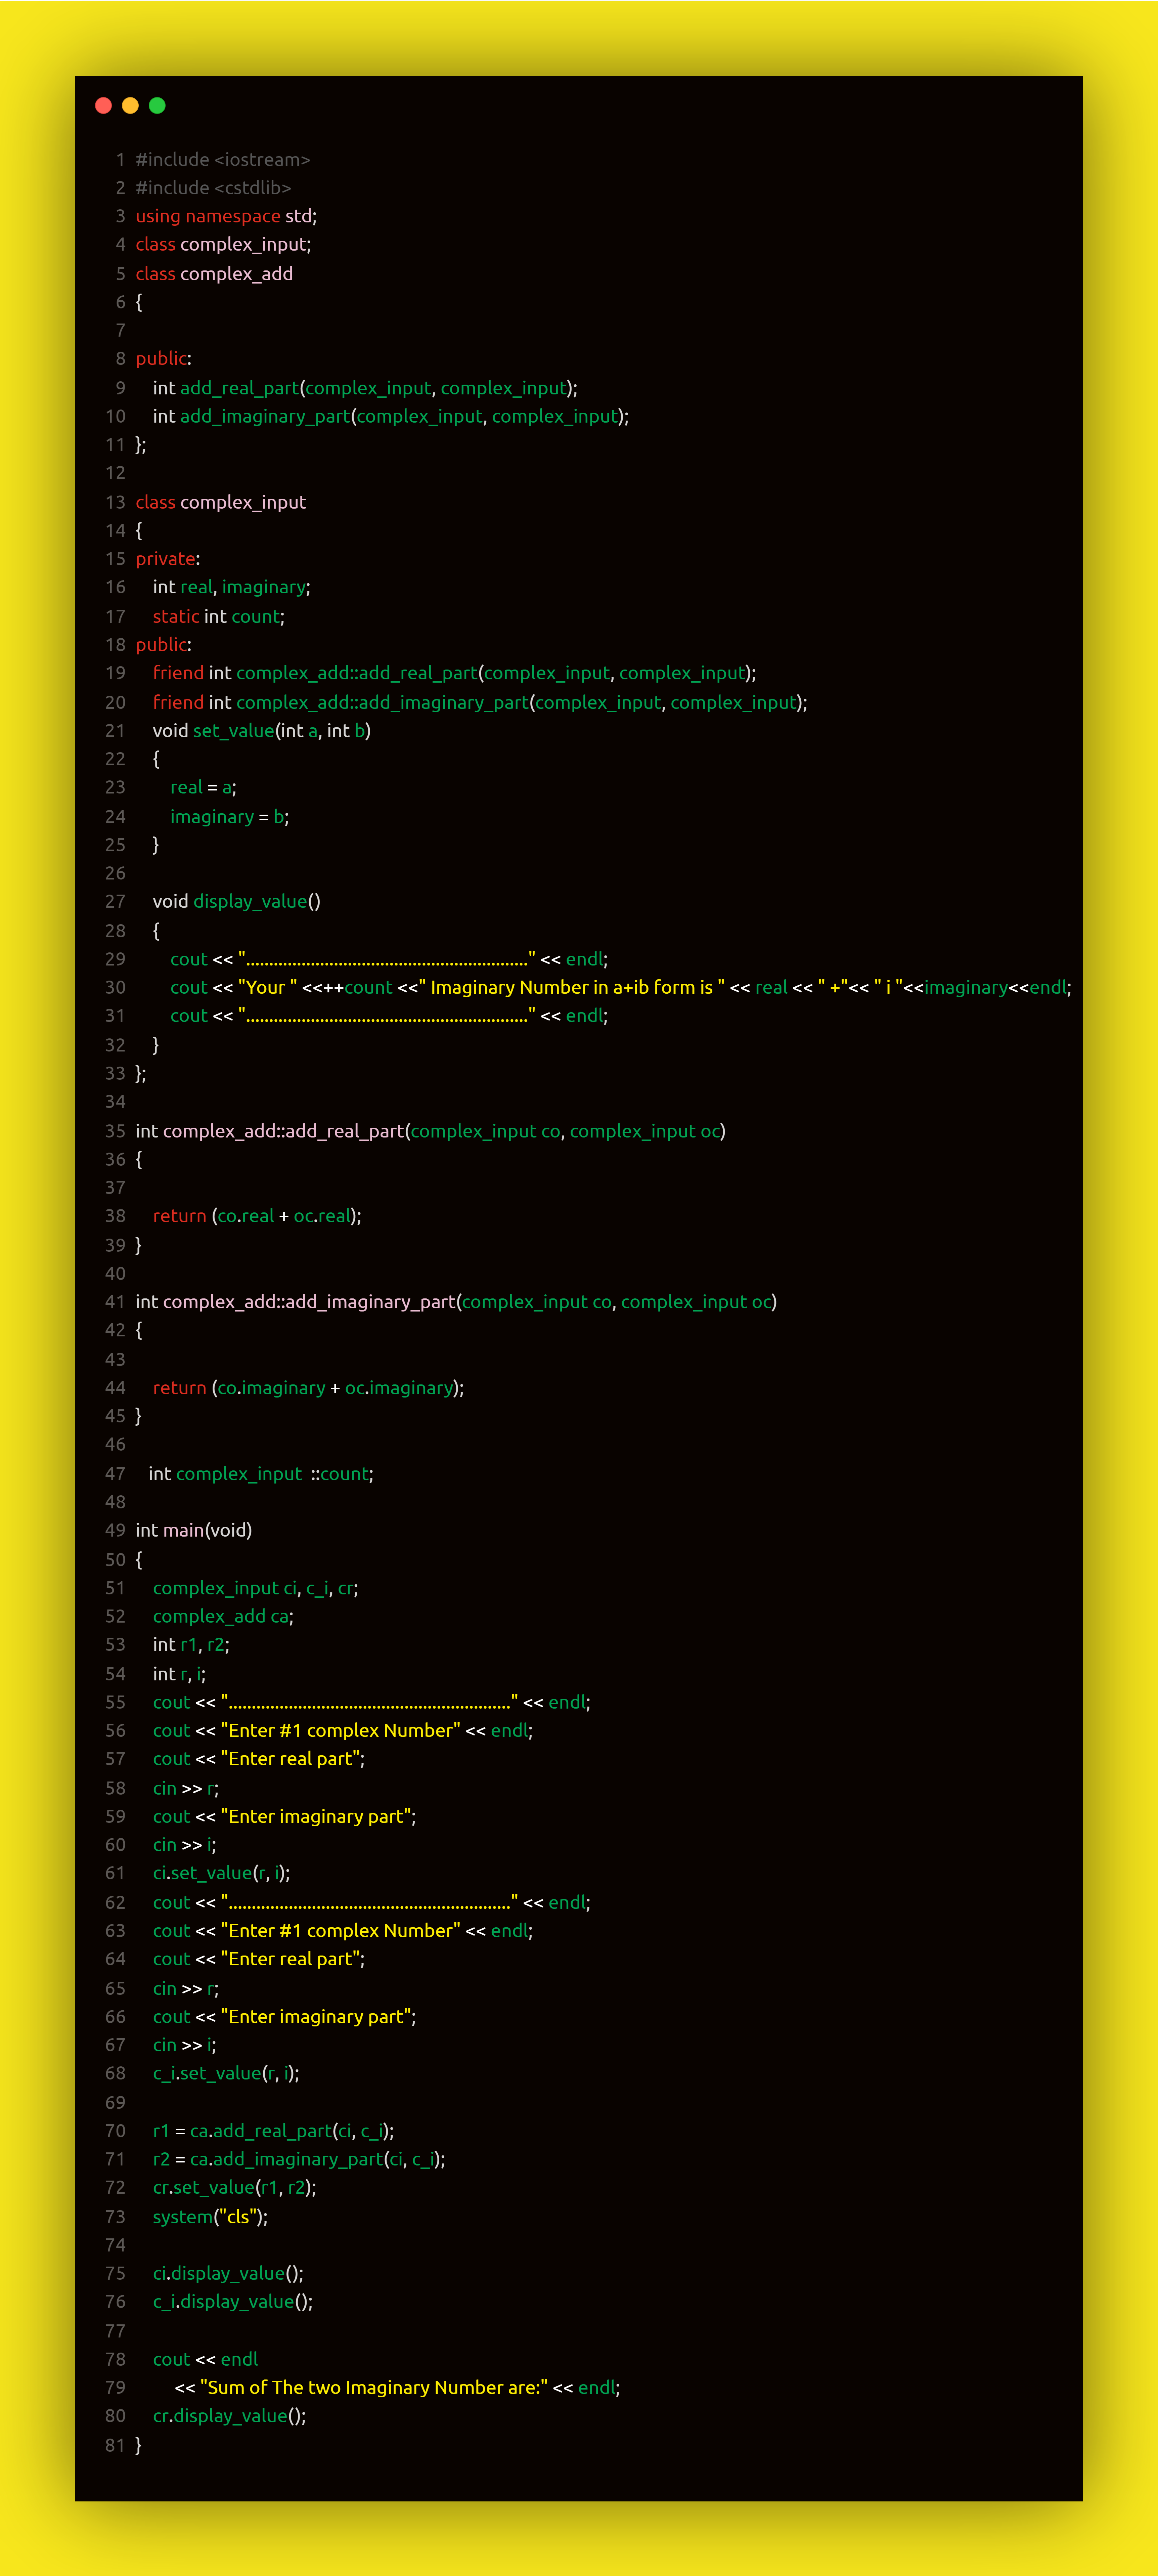 1 #include <iostream>
2 #include <cstdlib>
3 using namespace std;
4 class complex_input;
5 class complex_add
6 {
7
8 public:
9     int add_real_part(complex_input, complex_input);
10     int add_imaginary_part(complex_input, complex_input);
11 };
12
13 class complex_input
14 {
15 private:
16     int real, imaginary;
17     static int count;
18 public:
19     friend int complex_add::add_real_part(complex_input, complex_input);
20     friend int complex_add::add_imaginary_part(complex_input, complex_input);
21     void set_value(int a, int b)
22     {
23         real = a;
24         imaginary = b;
25     }
26
27     void display_value()
28     {
29         cout << "............................................................." << endl;
30         cout << "Your " <<++count <<" Imaginary Number in a+ib form is " << real << " +"<< " i "<<imaginary<<endl;
31         cout << "............................................................." << endl;
32     }
33 };
34
35 int complex_add::add_real_part(complex_input co, complex_input oc)
36 {
37
38     return (co.real + oc.real);
39 }
40
41 int complex_add::add_imaginary_part(complex_input co, complex_input oc)
42 {
43
44     return (co.imaginary + oc.imaginary);
45 }
46
47    int complex_input  ::count;
48
49 int main(void)
50 {
51     complex_input ci, c_i, cr;
52     complex_add ca;
53     int r1, r2;
54     int r, i;
55     cout << "............................................................." << endl;
56     cout << "Enter #1 complex Number" << endl;
57     cout << "Enter real part";
58     cin >> r;
59     cout << "Enter imaginary part";
60     cin >> i;
61     ci.set_value(r, i);
62     cout << "............................................................." << endl;
63     cout << "Enter #1 complex Number" << endl;
64     cout << "Enter real part";
65     cin >> r;
66     cout << "Enter imaginary part";
67     cin >> i;
68     c_i.set_value(r, i);
69
70     r1 = ca.add_real_part(ci, c_i);
71     r2 = ca.add_imaginary_part(ci, c_i);
72     cr.set_value(r1, r2);
73     system("cls");
74
75     ci.display_value();
76     c_i.display_value();
77
78     cout << endl
79          << "Sum of The two Imaginary Number are:" << endl;
80     cr.display_value();
81 }